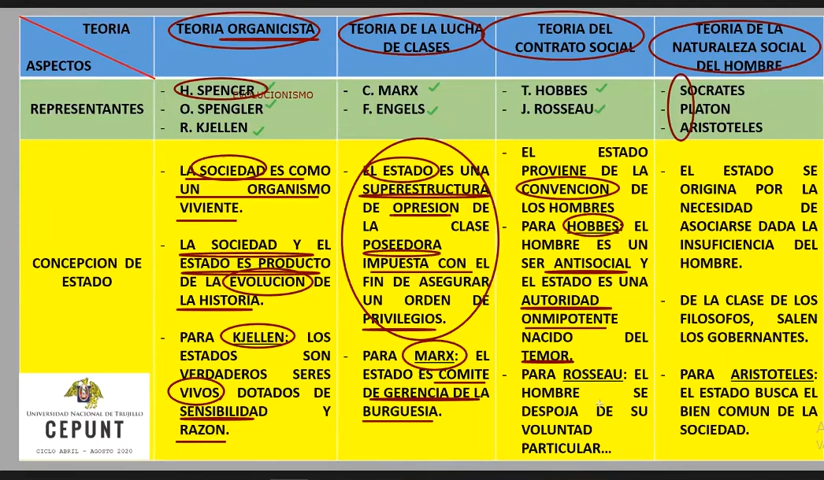 TEORIA
ASPECTOS
TEORIA ORGANICISTA
TEORIA DE LA LUCHA
DE CLASES
TEORIA DEL
CONTRATO SOCIAL
TEORIA DE LA
NATURALEZA SOCIAL
DEL HOMBRE
REPRESENTANTES
- H. SPENCER
EVOLUCIONISMO
- O. SPENGLER
- R. KJELLEN
- C. MARX
- F. ENGELS
- T. HOBBES
- J. ROSSEAU
- SOCRATES
- PLATON
- ARISTOTELES
CONCEPCION DE
ESTADO
- LA SOCIEDAD ES COMO
UN ORGANISMO
VIVIENTE.
- LA SOCIEDAD Y EL
ESTADO ES PRODUCTO
DE LA EVOLUCION DE
LA HISTORIA.
- PARA KJELLEN: LOS
ESTADOS SON
VERDADEROS SERES
VIVOS DOTADOS DE
SENSIBILIDAD Y
RAZON.
- EL ESTADO ES UNA
SUPERESTRUCTURA
DE OPRESION DE
LA CLASE
POSEEDORA
IMPUESTA CON EL
FIN DE ASEGURAR
UN ORDEN DE
PRIVILEGIOS.
- PARA MARX: EL
ESTADO ES COMITE
DE GERENCIA DE LA
BURGUESIA.
- EL ESTADO
PROVIENE DE LA
CONVENCION DE
LOS HOMBRES
- PARA HOBBES: EL
HOMBRE ES UN
SER ANTISOCIAL Y
EL ESTADO ES UNA
AUTORIDAD
ONMIPOTENTE
NACIDO DEL
TEMOR.
- PARA ROSSEAU: EL
HOMBRE SE
DESPOJA DE SU
VOLUNTAD
PARTICULAR...
- EL ESTADO SE
ORIGINA POR LA
NECESIDAD DE
ASOCIARSE DADA LA
INSUFICIENCIA DEL
HOMBRE.
- DE LA CLASE DE LOS
FILOSOFOS, SALEN
LOS GOBERNANTES.
- PARA ARISTOTELES:
EL ESTADO BUSCA EL
BIEN COMUN DE LA
SOCIEDAD.
UNIVERSIDAD NACIONAL DE TRUJILLO
CEPUNT
CICLO ABRIL - AGOSTO 2020